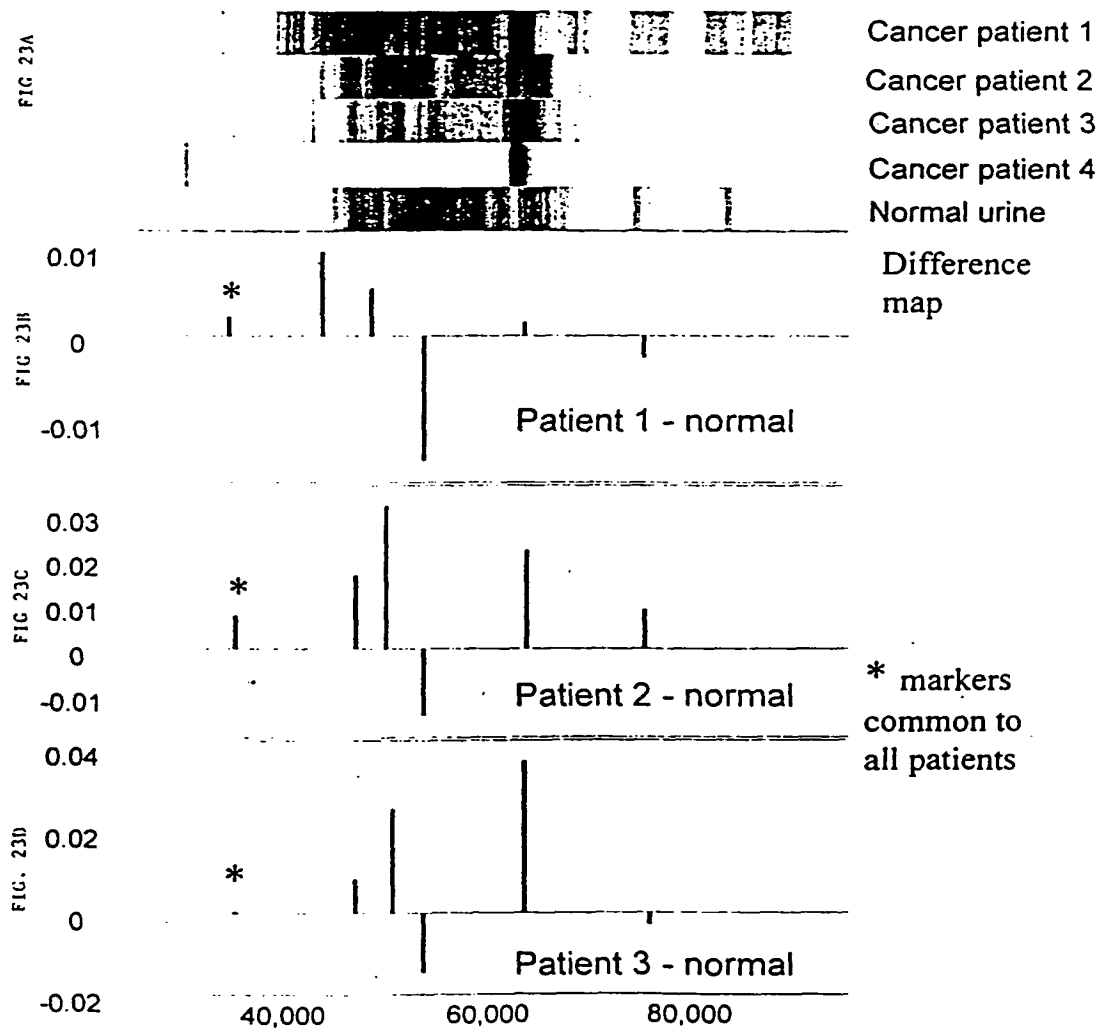 FIG 23A
Cancer patient 1
Cancer patient 2
Cancer patient 3
Cancer patient 4
Normal urine
Difference
map
FIG 23B
0.01
*
0
-0.01
Patient 1 - normal
FIG 23C
0.03
0.02
*
0.01
0
-0.01
Patient 2 - normal
* markers
common to
all patients
FIG. 23D
0.04
0.02
*
0
Patient 3 - normal
-0.02
40,000 60,000 80,000